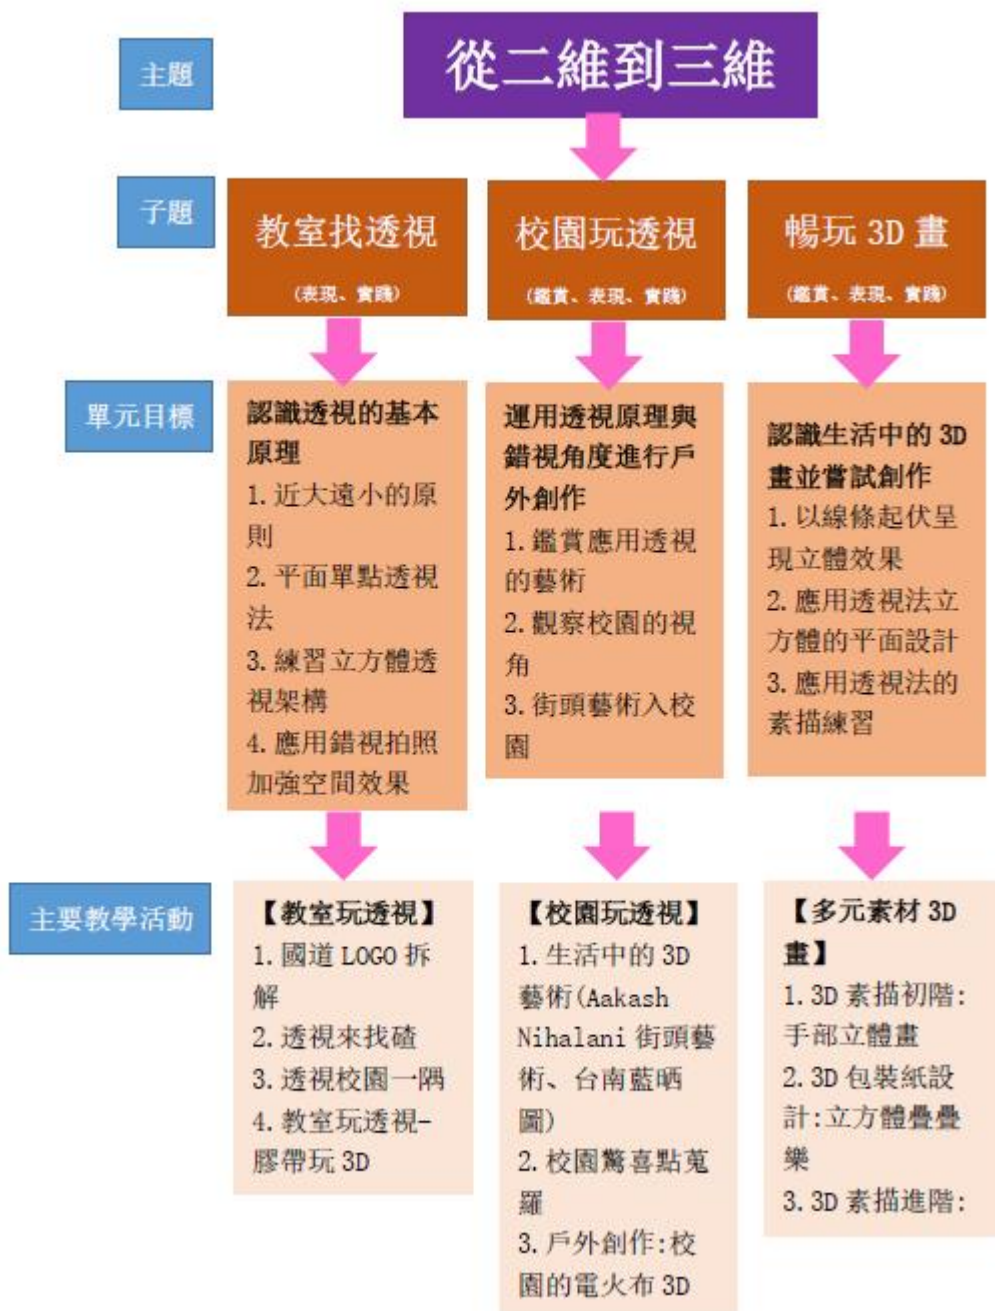 主題
從二維到三維
子題
教室找透視
(表現、實踐)
校園玩透視
(鑑賞、表現、實踐)
暢玩 3D 畫
(鑑賞、表現、實踐)
單元目標
認識透視的基本
原理
1.近大遠小的原
則
2.平面單點透視
法
3.練習立方體透
視架構
4.應用錯視拍照
加強空間效果
運用透視原理與
錯視角度進行戶
外創作
1.鑑賞應用透視
的藝術
2.觀察校園的視
角
3.街頭藝術入校
園
認識生活中的 3D
畫並嘗試創作
1.以線條起伏呈
現立體效果
2.應用透視法立
方體的平面設計
3.應用透視法的
素描練習
主要教學活動
【教室玩透視】
1.國道 LOGO 拆
解
2.透視來找碴
3.透視校園一隅
4.教室玩透視-
膠帶玩 3D
【校園玩透視】
1.生活中的 3D
藝術(Aakash
Nihalani 街頭藝
術、台南藍晒
圖)
2.校園驚喜點蒐
羅
3.戶外創作:校
園的電火布 3D
【多元素材 3D
畫】
1.3D 素描初階:
手部立體畫
2.3D 包裝紙設
計:立方體疊疊
樂
3.3D 素描進階: